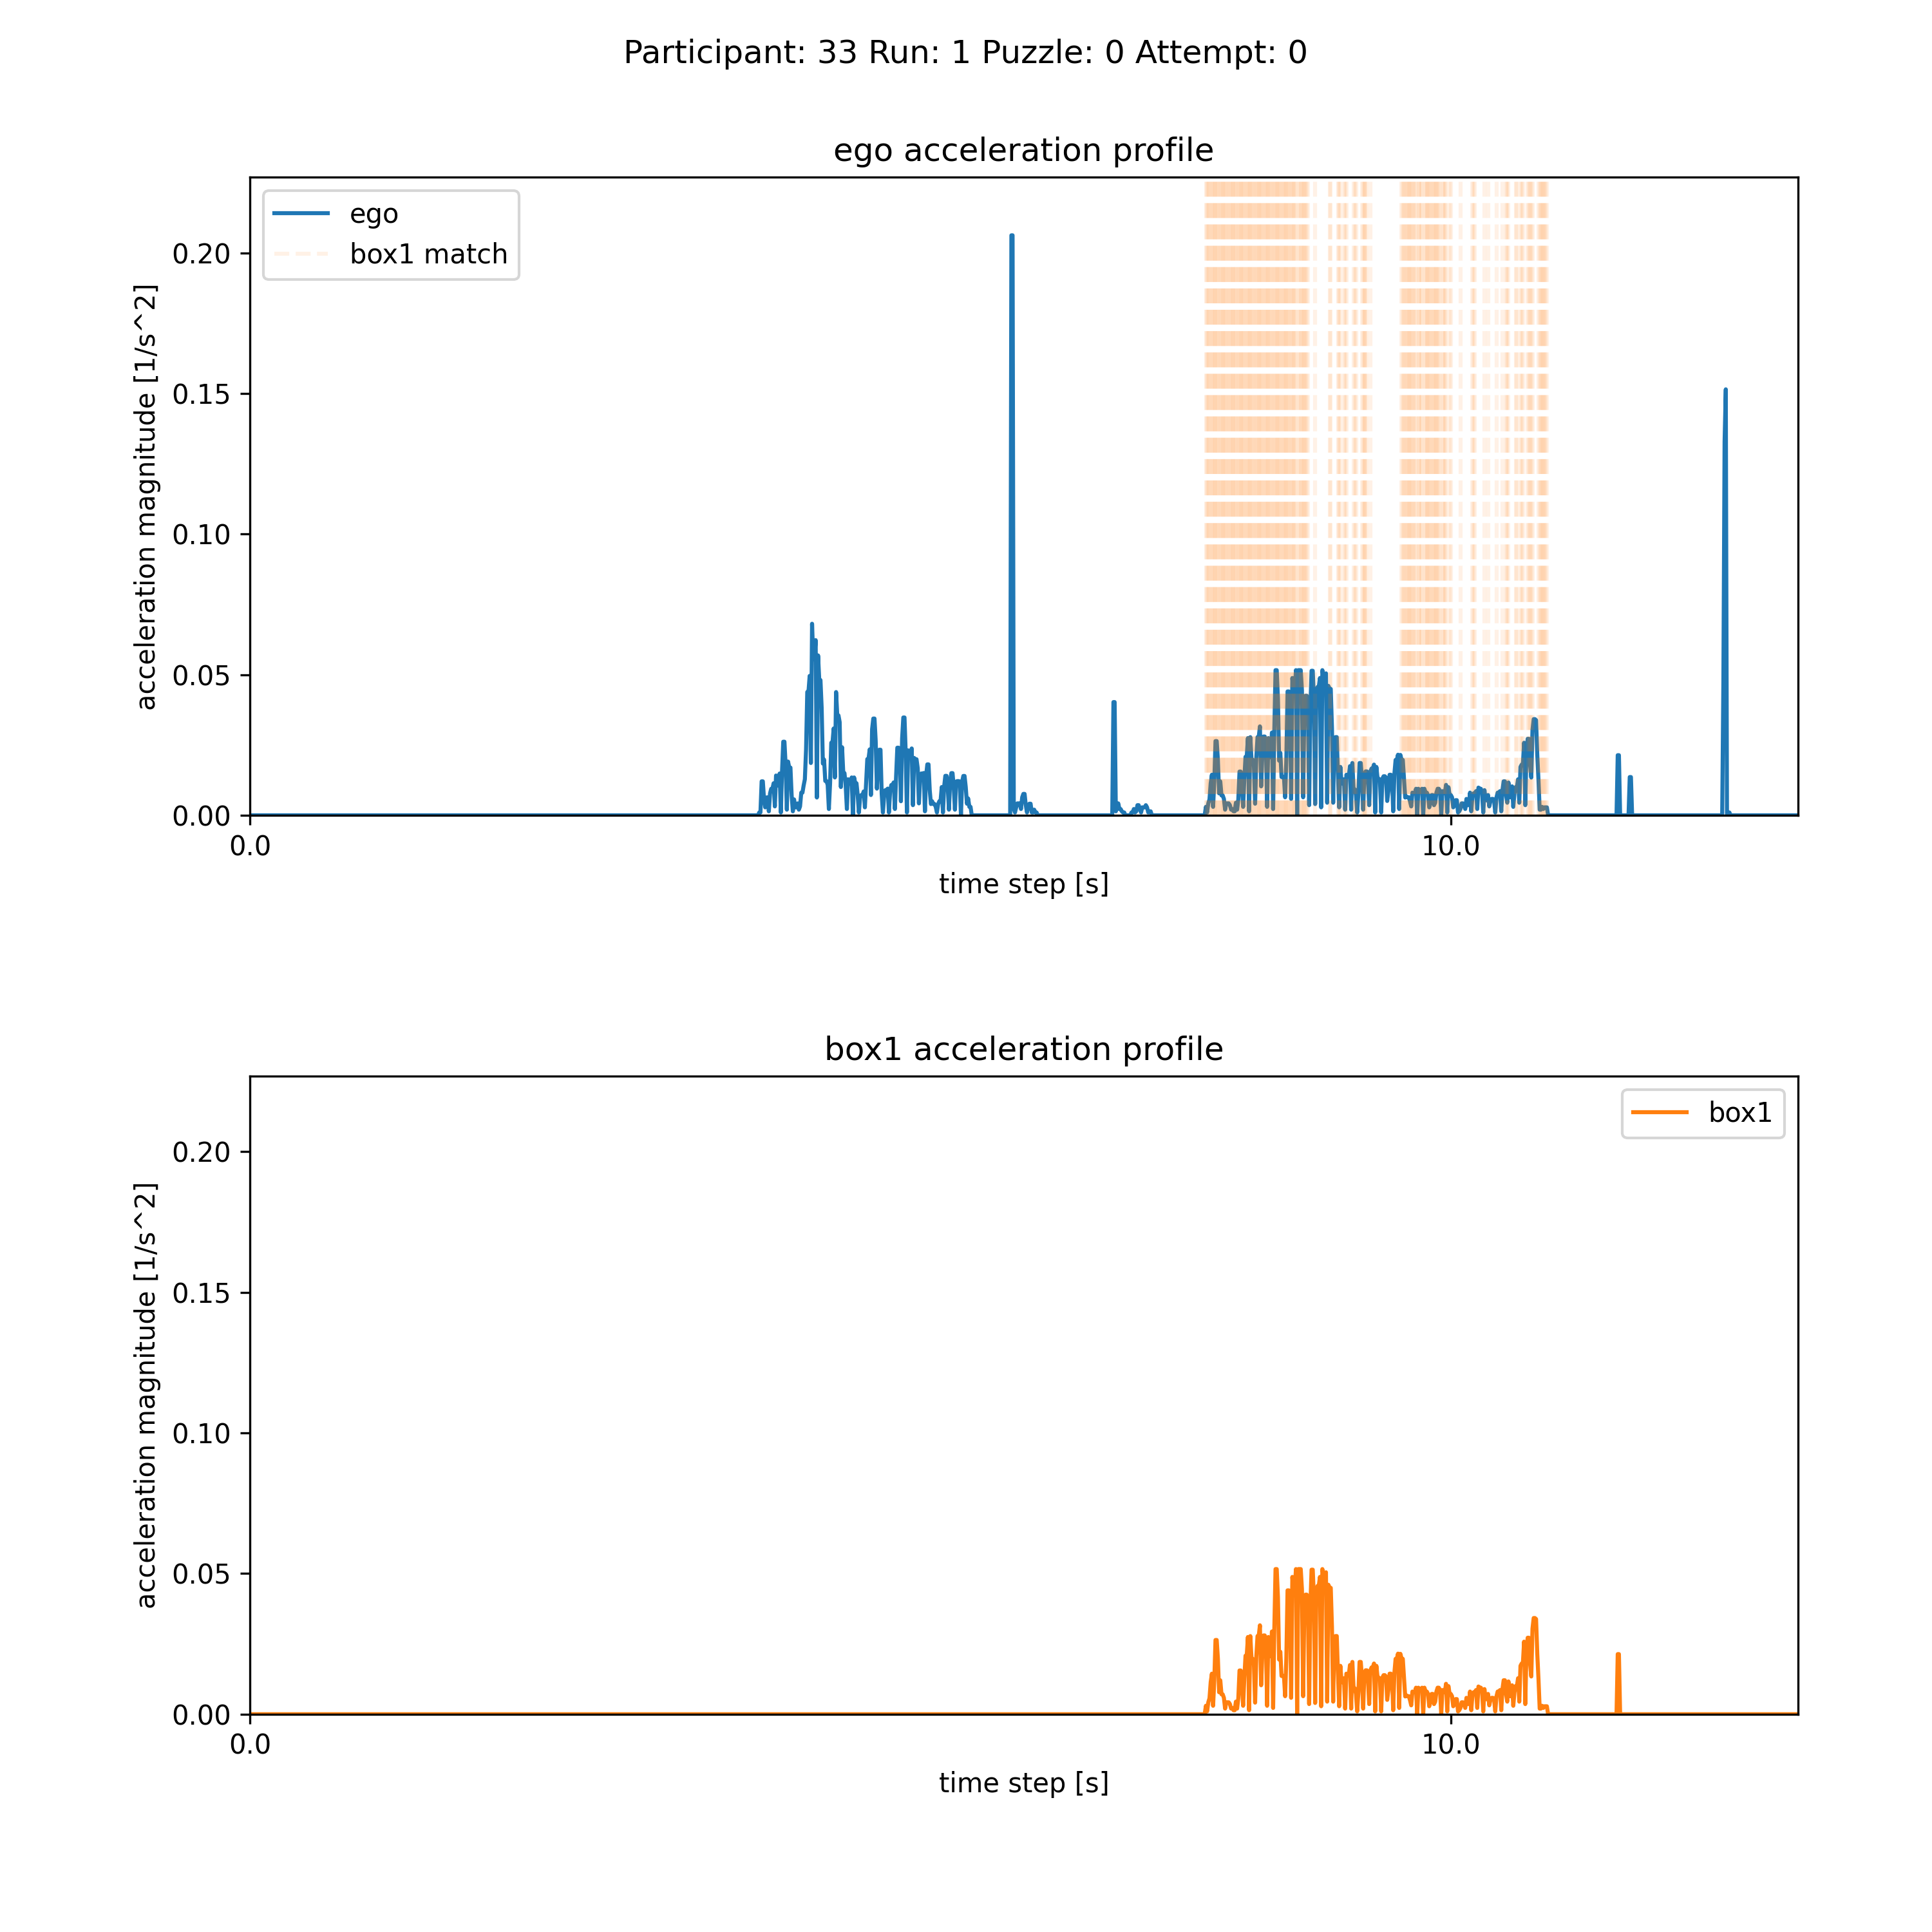 Participant: 33 Run: 1 Puzzle: 0 Attempt: 0
ego acceleration profile
ego
box1 match
acceleration magnitude [1/s^2]
0.20
0.15
0.10
0.05
0.00
0.0
10.0
time step [s]
box1 acceleration profile
box1
acceleration magnitude [1/s^2]
0.20
0.15
0.10
0.05
0.00
0.0
10.0
time step [s]